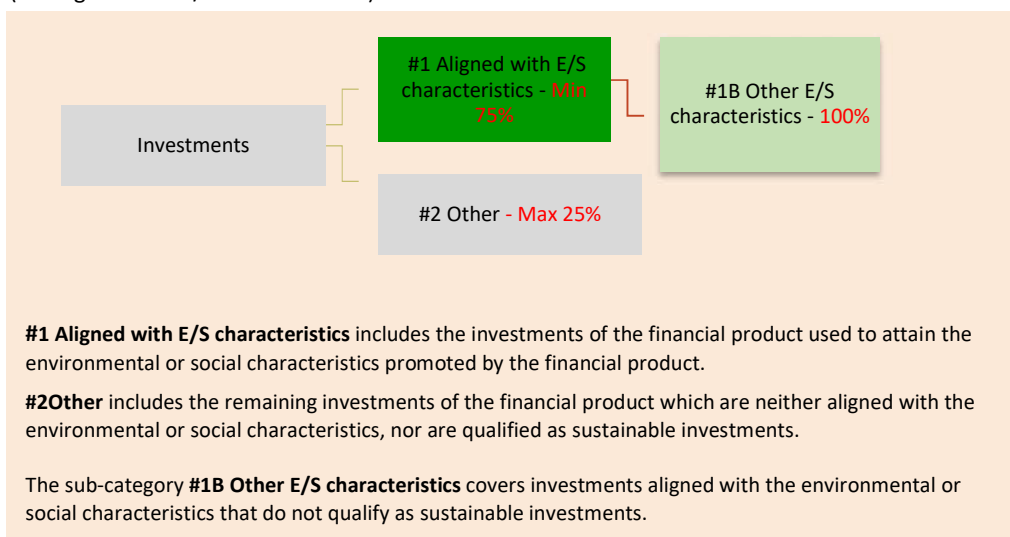 #1 Aligned with E/S
characteristics - Min
75%
#1B Other E/S
characteristics - 100%
Investments
#2 Other - Max 25%
#1 Aligned with E/S characteristics includes the investments of the financial product used to attain the
environmental or social characteristics promoted by the financial product.
#2Other includes the remaining investments of the financial product which are neither aligned with the
environmental or social characteristics, nor are qualified as sustainable investments.
The sub-category #1B Other E/S characteristics covers investments aligned with the environmental or
social characteristics that do not qualify as sustainable investments.